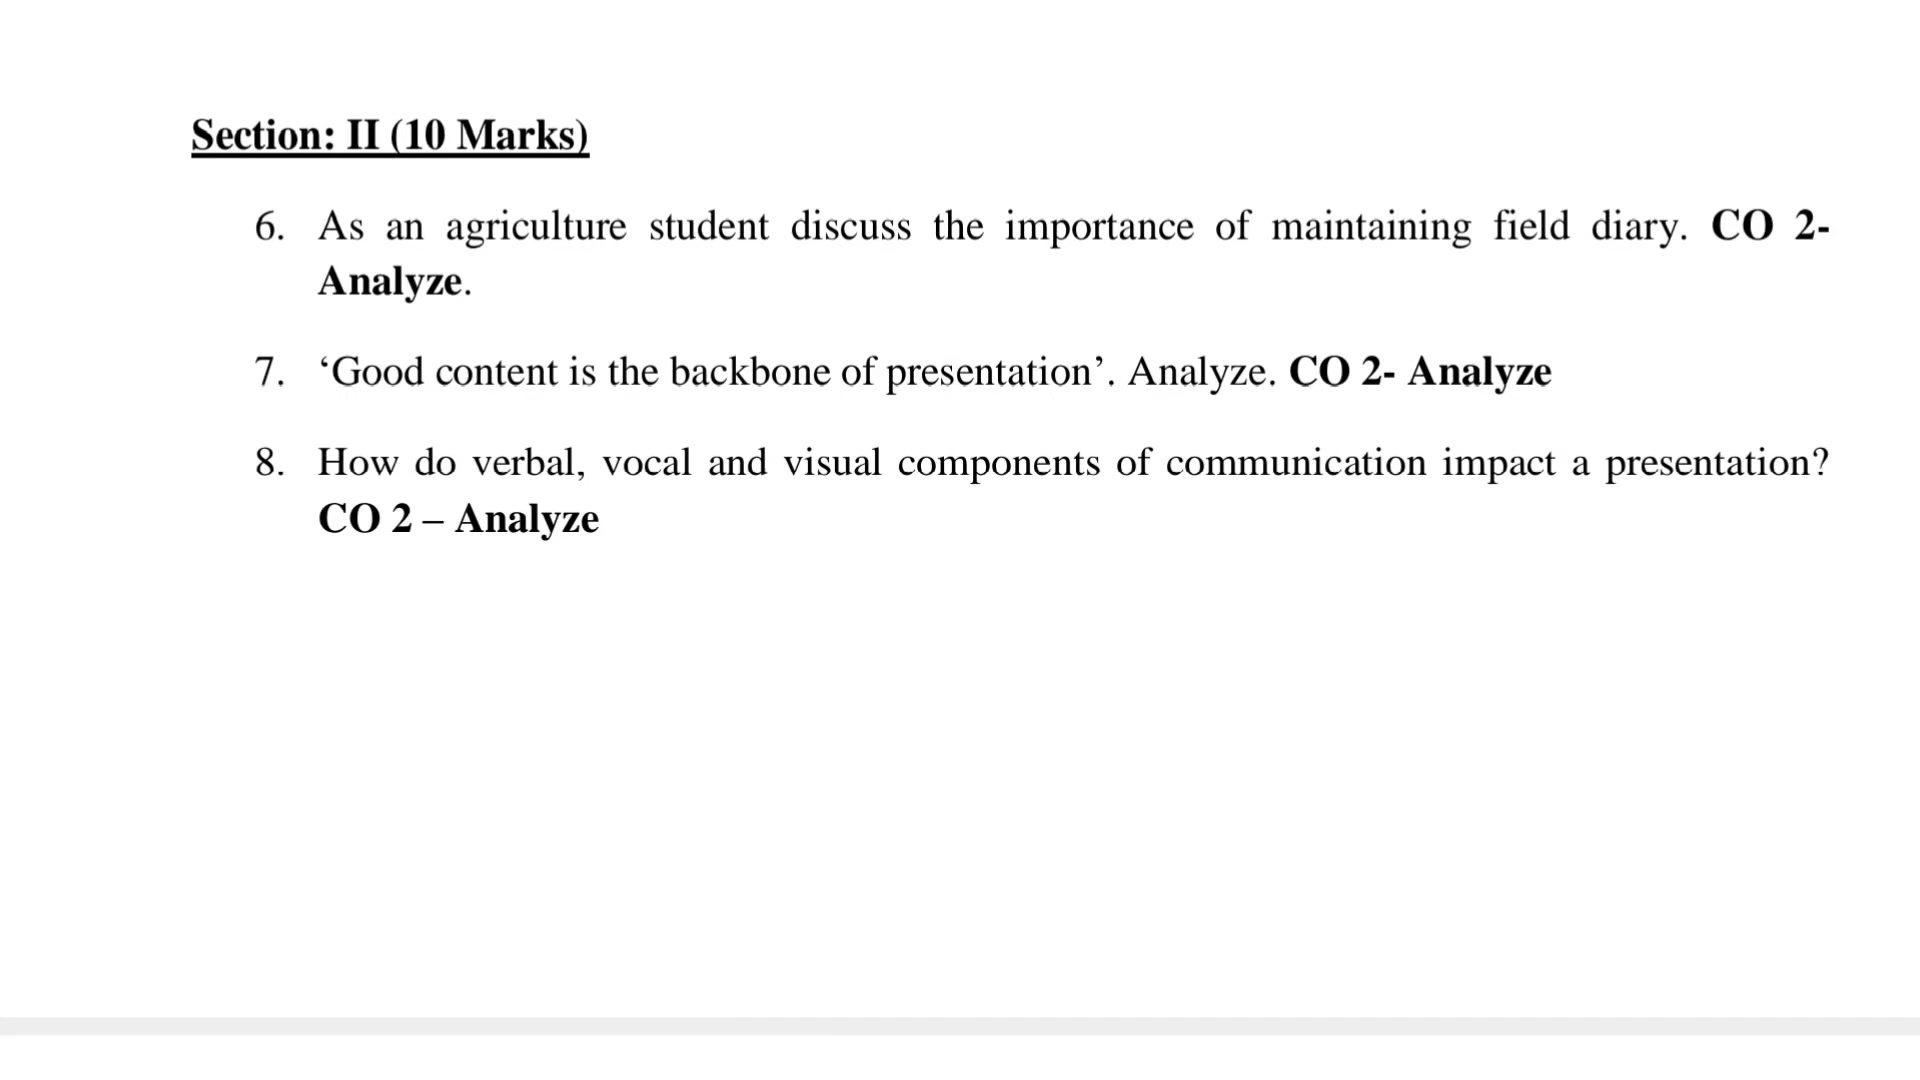 Section: II (10 Marks)
6. As an agriculture student discuss the importance of maintaining field diary. CO 2-
Analyze.
7. ‘Good content is the backbone of presentation’. Analyze. CO 2- Analyze
8. How do verbal, vocal and visual components of communication impact a presentation?
CO 2 – Analyze